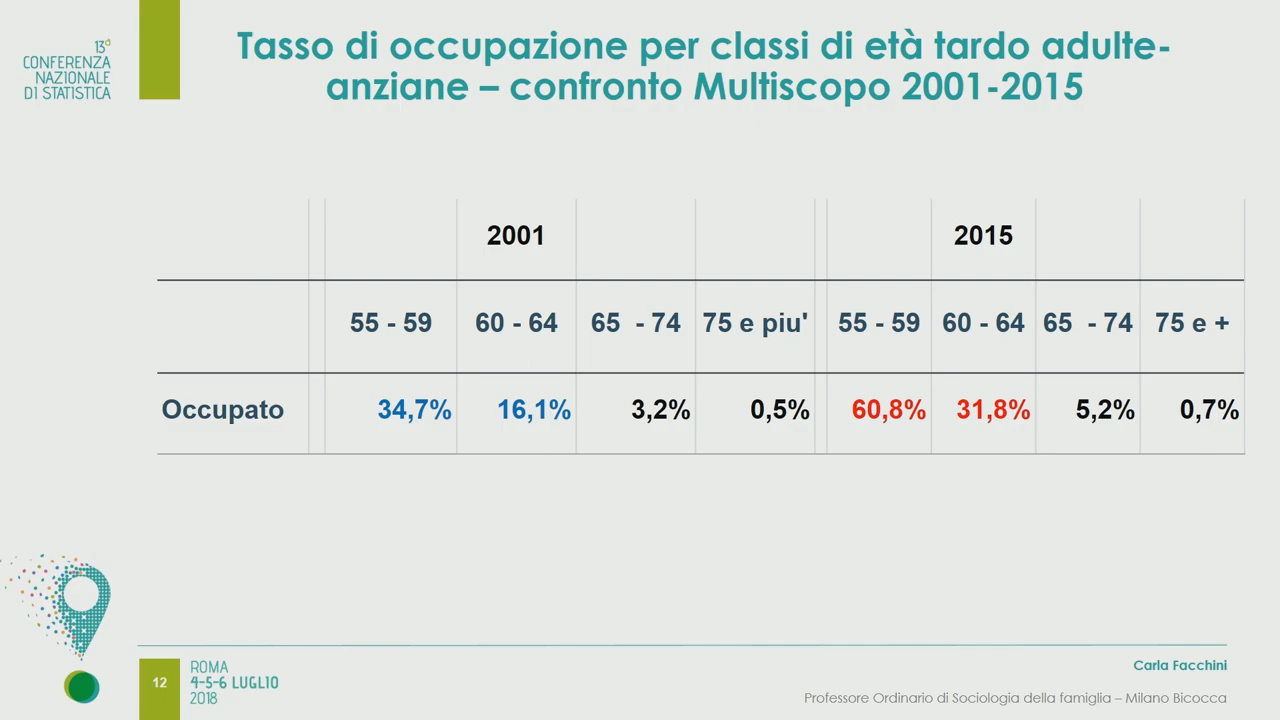 13a
CONFERENZA
NAZIONALE
DI STATISTICA
Tasso di occupazione per classi di età tardo adulte-
anziane – confronto Multiscopo 2001-2015
2001 2015
55 - 59 60 - 64 65 - 74 75 e piu' 55 - 59 60 - 64 65 - 74 75 e +
Occupato 34,7% 16,1% 3,2% 0,5% 60,8% 31,8% 5,2% 0,7%
12
ROMA
4-5-6 LUGLIO
2018
Carla Facchini
Professore Ordinario di Sociologia della famiglia – Milano Bicocca